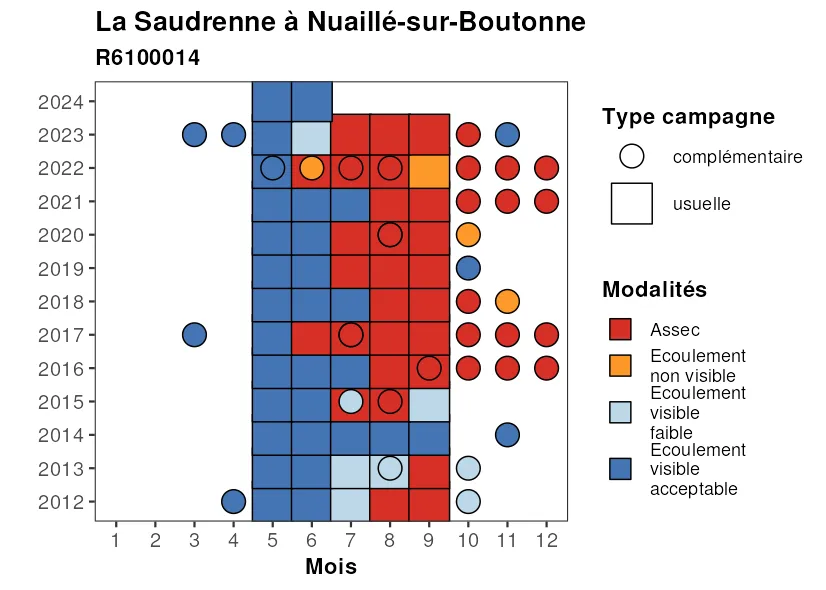 La Saudrenne à Nuaillé-sur-Boutonne
R6100014
2024
2023
2022
2021
2020
2019
2018
2017
2016
2015
2014
2013
2012
1 2 3 4 5 6 7 8 9 10 11 12
Mois
Type campagne
complémentaire
usuelle
Modalités
Assec
Ecoulement
non visible
Ecoulement
visible
faible
Ecoulement
visible
acceptable